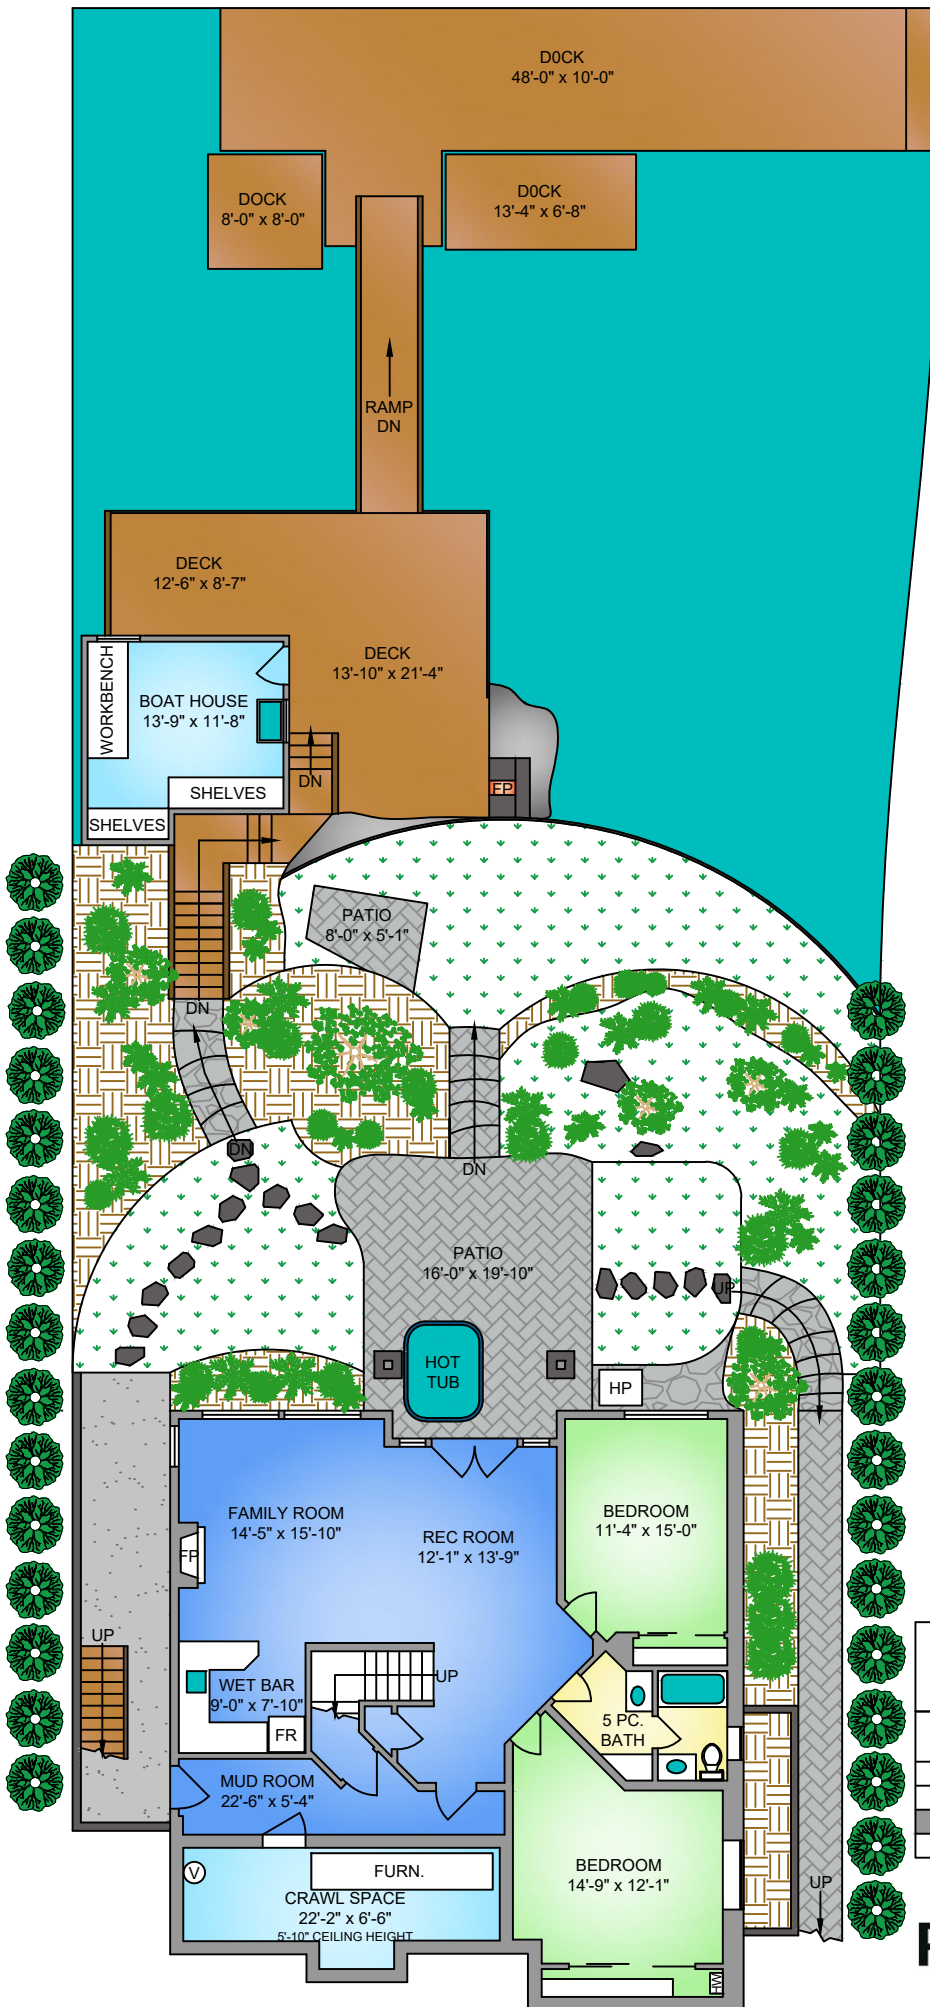 D0CK
48'-0" x 10'-0"
DOCK
8'-0" x 8'-0"
D0CK
13'-4" x 6'-8"
RAMP
DN
DECK
12'-6" x 8'-7"
DECK
13'-10" x 21'-4"
WORKBENCH
BOAT HOUSE
13'-9" x 11'-8"
DN
SHELVES
SHELVES
FP
PATIO
8'-0" x 5'-1"
DN
DN
DN
PATIO
16'-0" x 19'-10"
UP
HOT
TUB
HP
FAMILY ROOM
14'-5" x 15'-10"
REC ROOM
12'-1" x 13'-9"
BEDROOM
11'-4" x 15'-0"
FP
UP
WET BAR
9'-0" x 7'-10"
UP
FR
5 PC.
BATH
MUD ROOM
22'-6" x 5'-4"
V
FURN.
CRAWL SPACE
22'-2" x 6'-6"
5'-10" CEILING HEIGHT
BEDROOM
14'-9" x 12'-1"
UP
HW